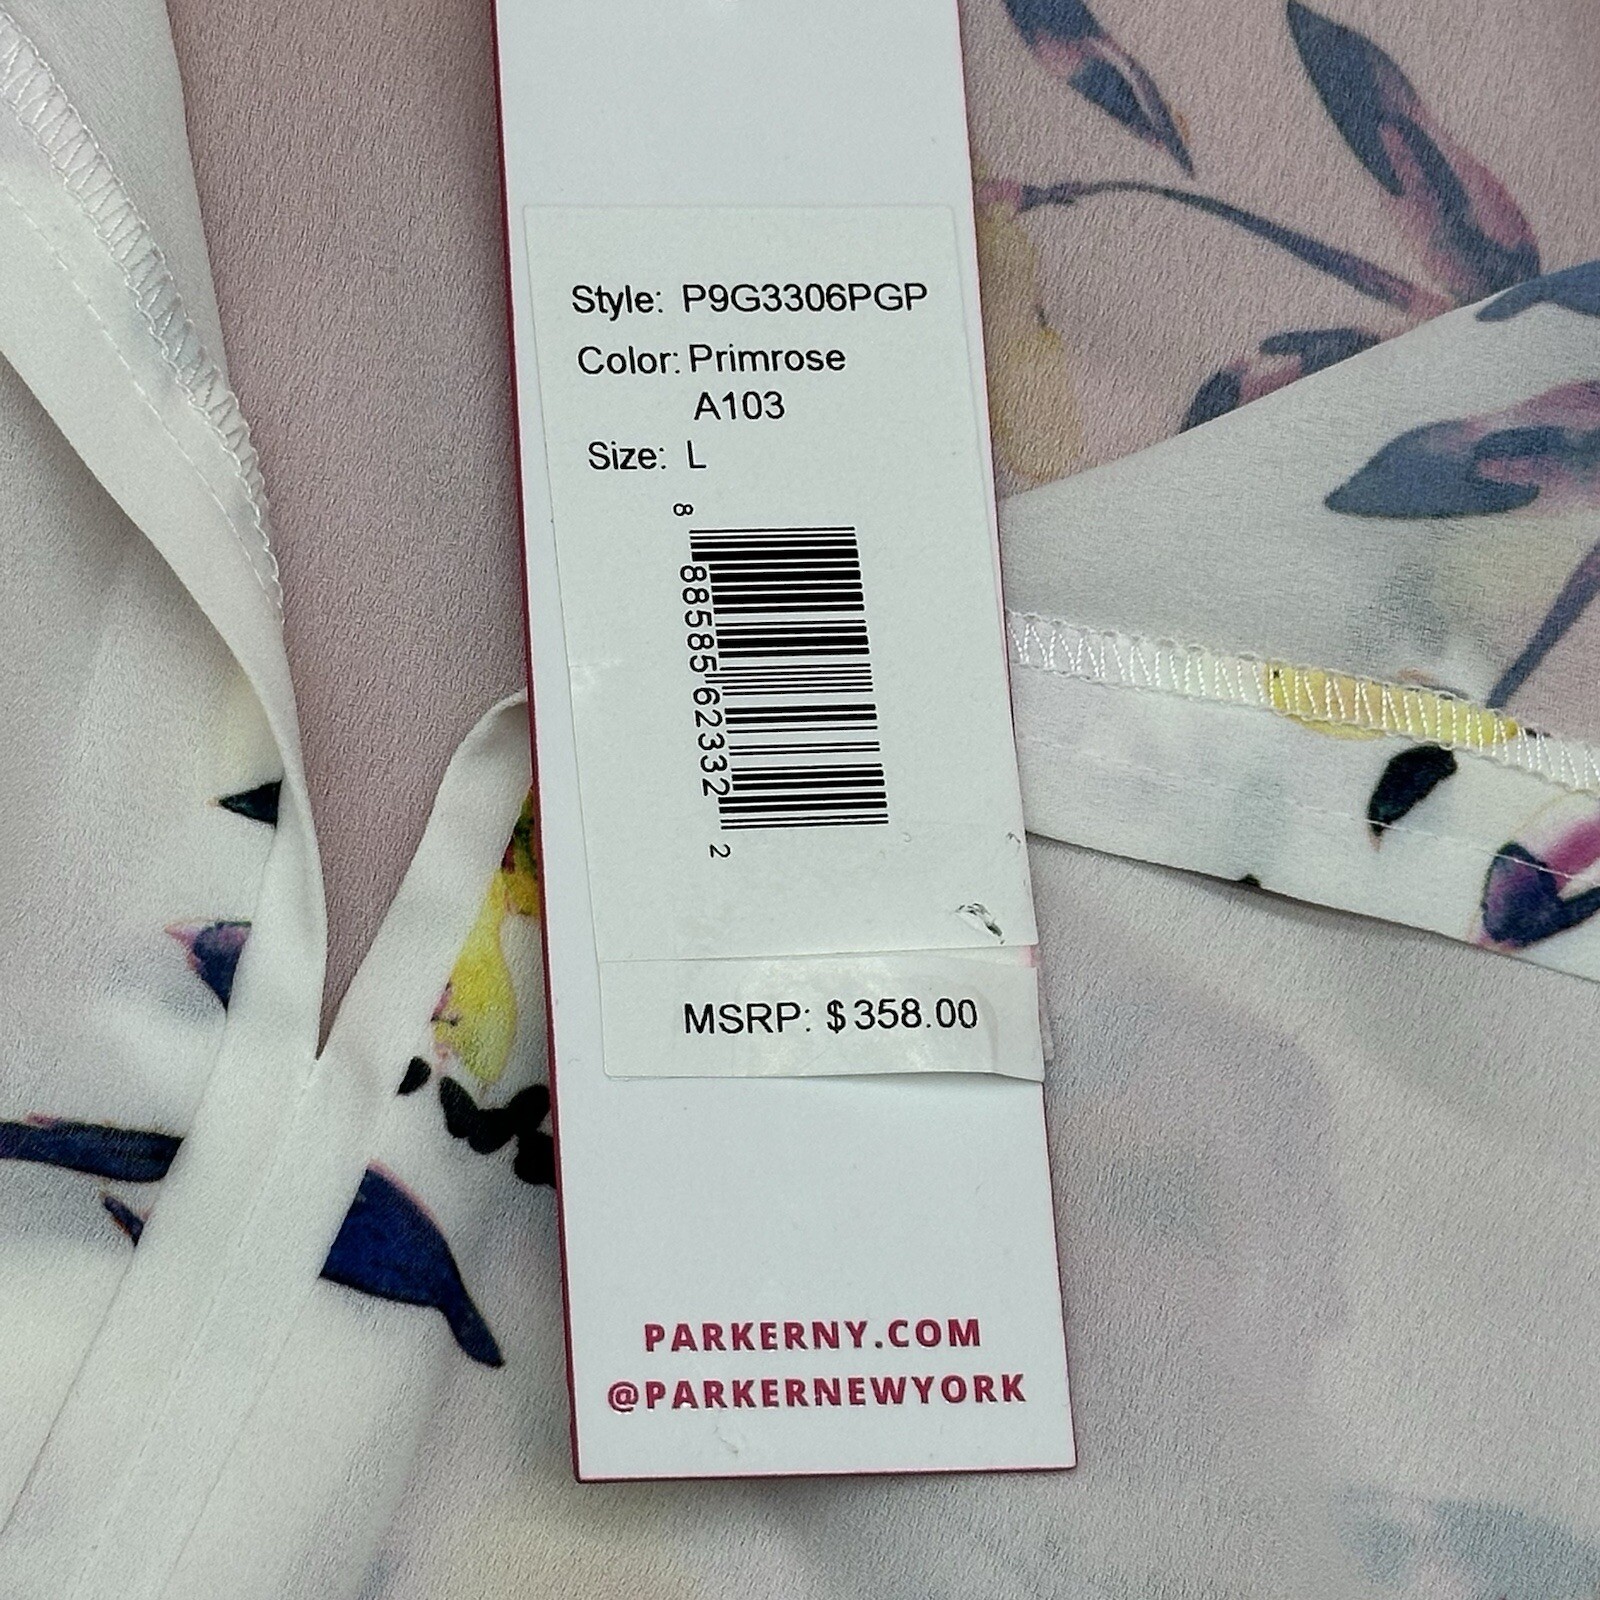 Style: P9G3306PGP
Color: Primrose
A103
Size: L
8 88585 62332 2
MSRP: $358.00
PARKERNY.COM
@PARKERNEWYORK